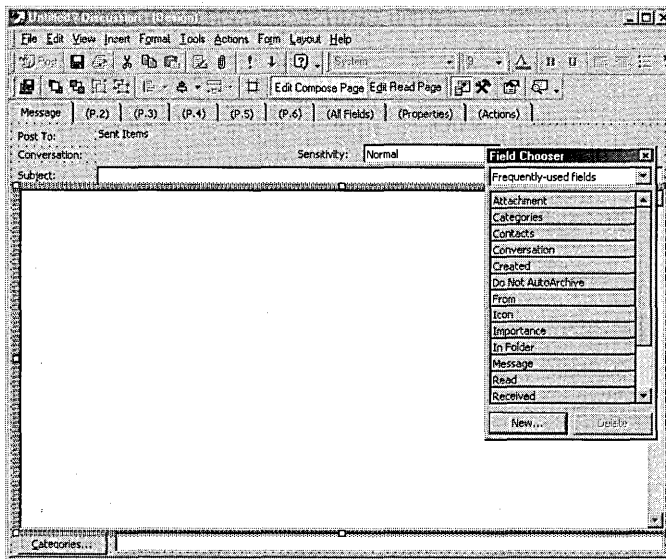 Untitled ? Discussion (Design)
File Edit View Insert Format Tools Actions Form Layout Help
Post System 9 B U
Edit Compose Page Edit Read Page
Message (P.2) (P.3) (P.4) (P.5) (P.6) (All Fields) (Properties) (Actions)
Post To: Sent Items
Conversation: Sensitivity: Normal
Subject:
Field Chooser
Frequently-used fields
Attachment
Categories
Contacts
Conversation
Created
Do Not AutoArchive
From
Icon
Importance
In Folder
Message
Read
Received
New... Delete
Categories...